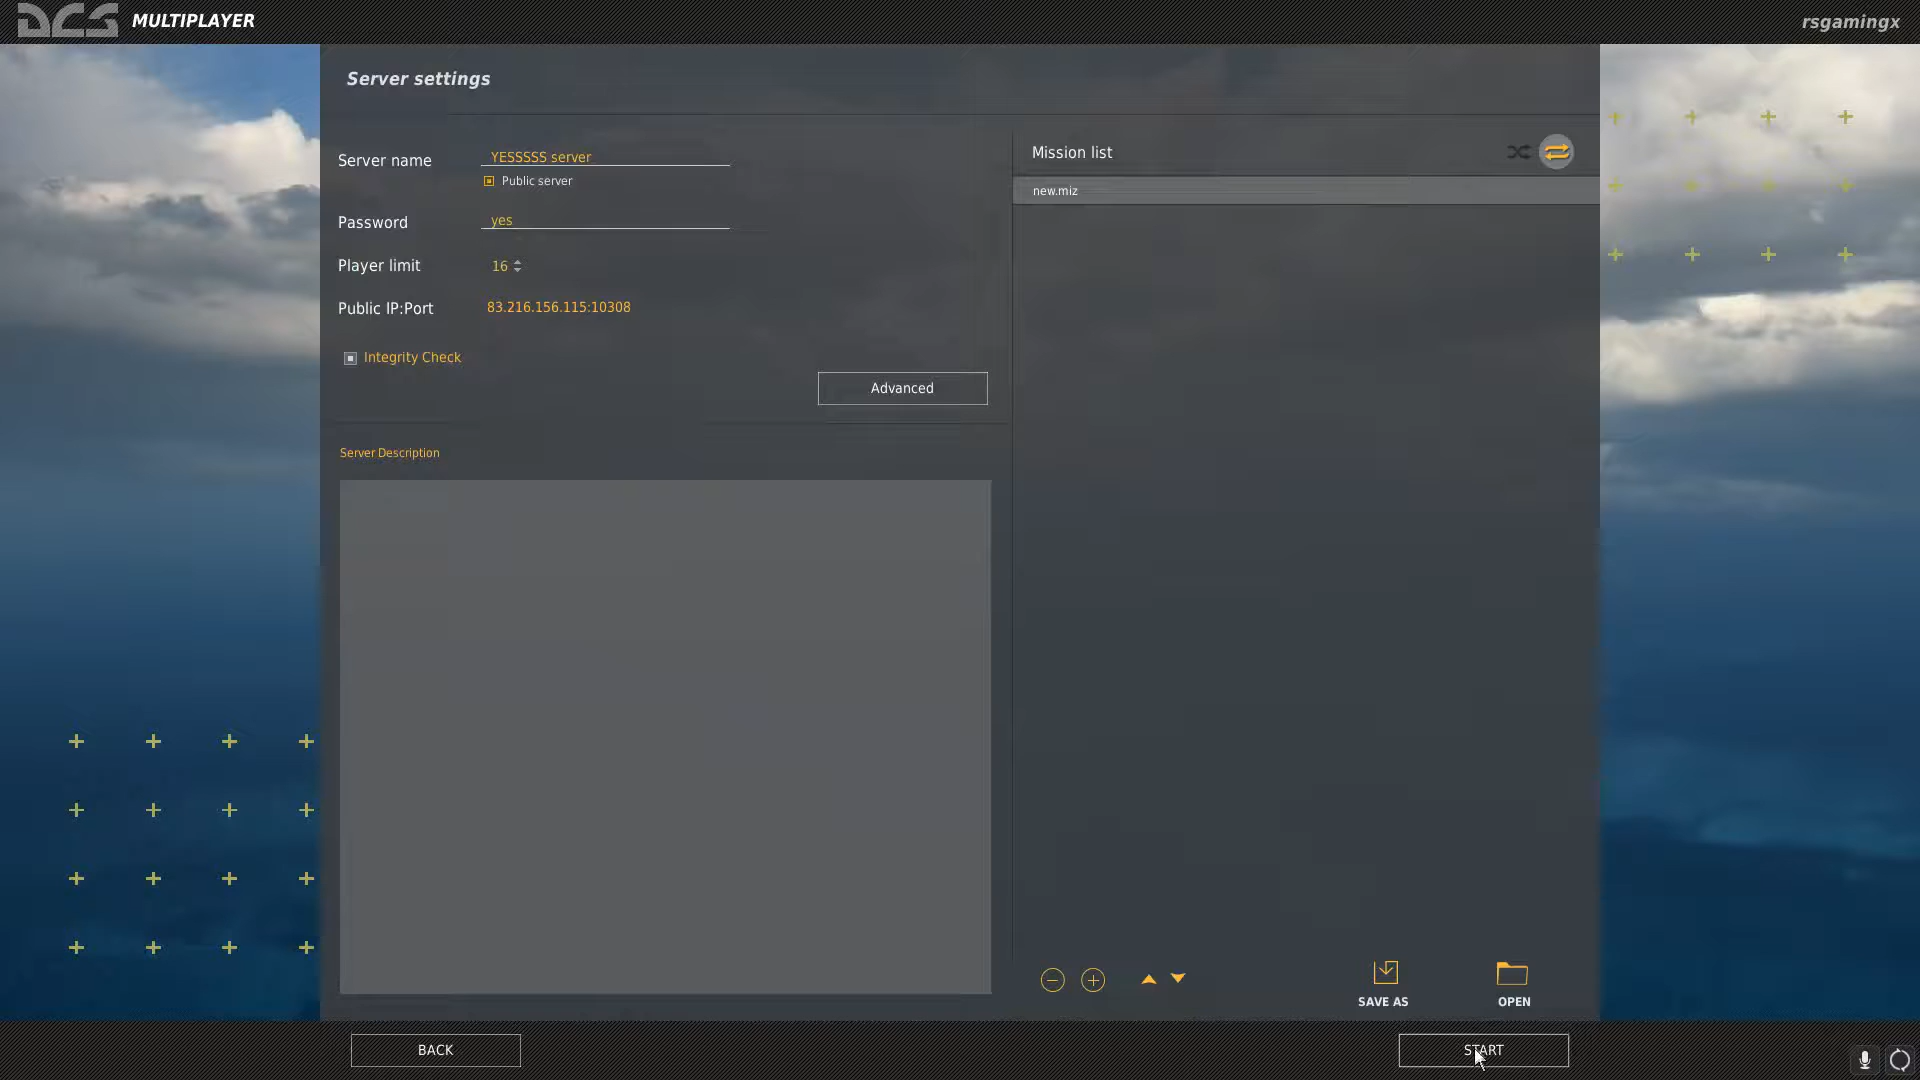 DCS MULTIPLAYER
rsgamingx
Server settings
Server name
YESSSSS server
Public server
Password
yes
Player limit
16
Public IP:Port
83.216.156.115:10308
Integrity Check
Advanced
Server Description
Mission list
new.miz
SAVE AS
OPEN
BACK
START